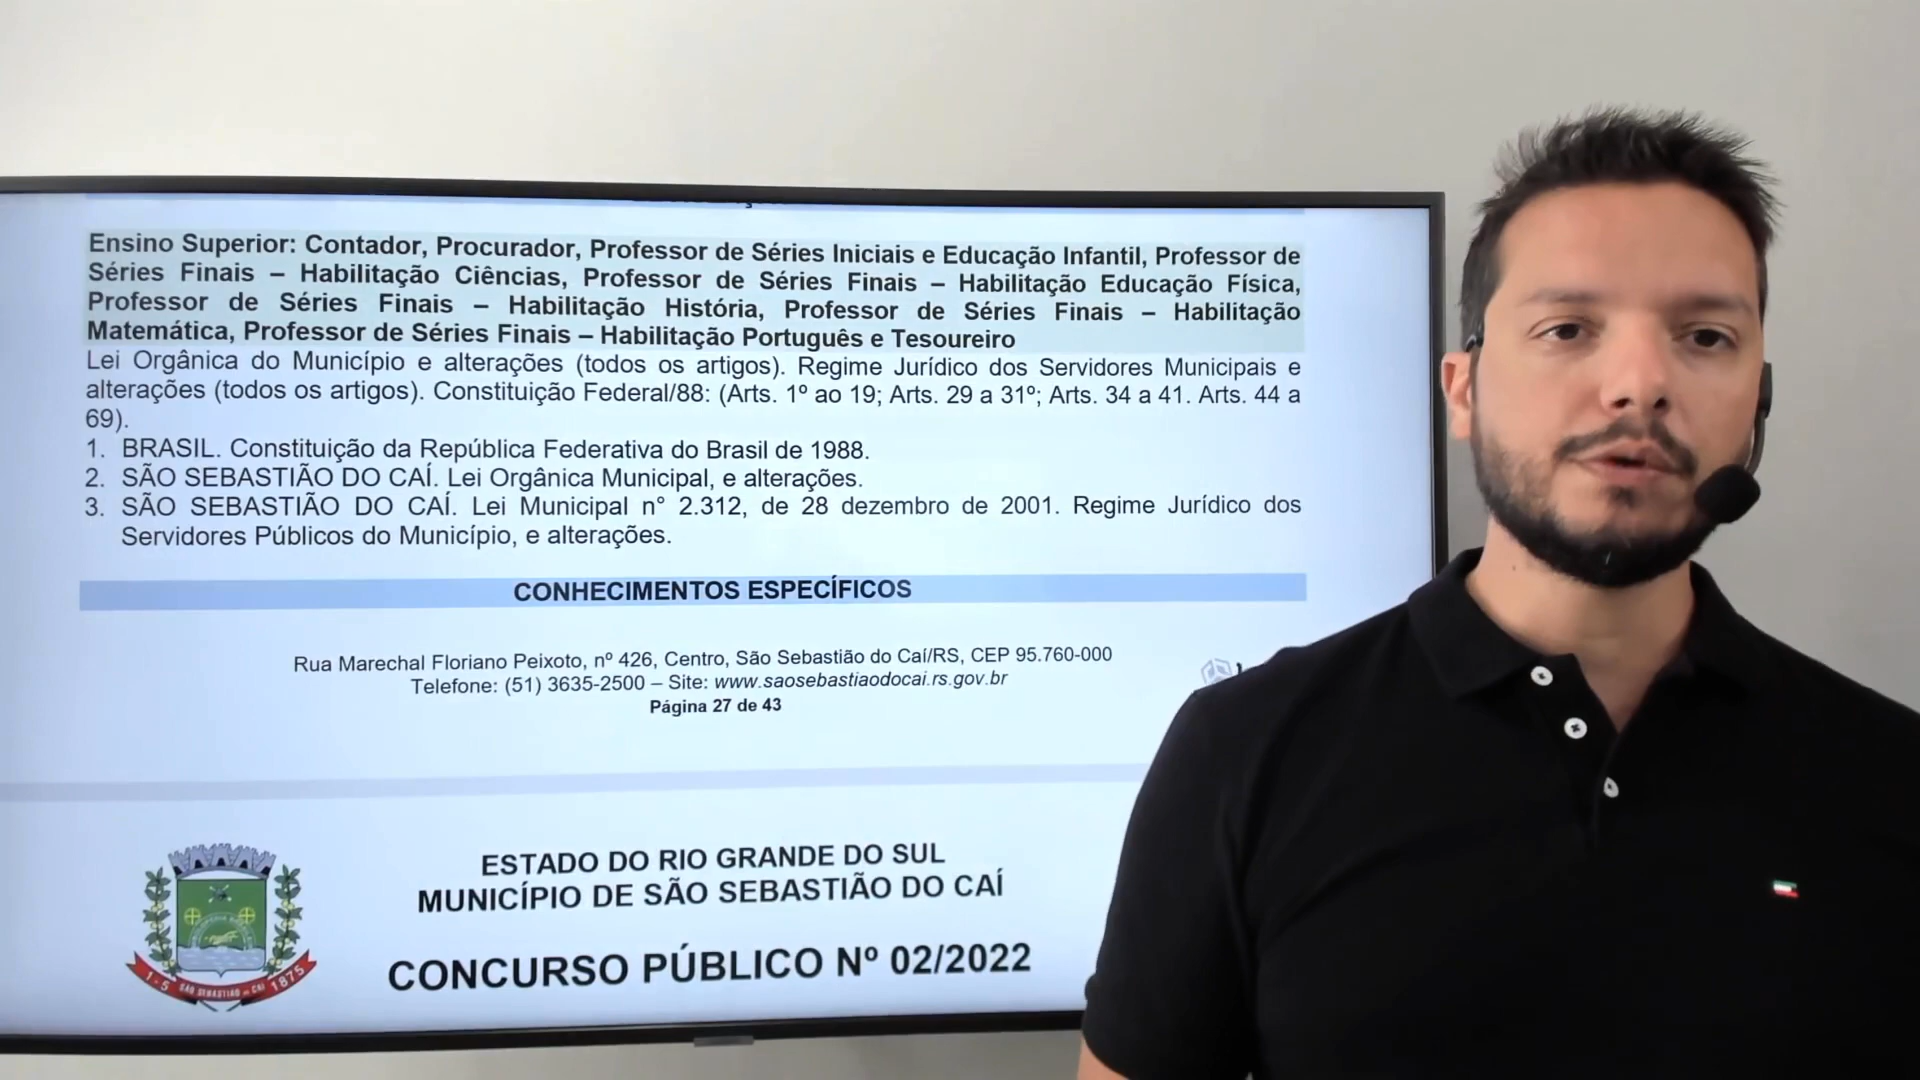 Ensino Superior: Contador, Procurador, Professor de Séries Iniciais e Educação Infantil, Professor de
Séries Finais – Habilitação Ciências, Professor de Séries Finais – Habilitação Educação Física,
Professor de Séries Finais – Habilitação História, Professor de Séries Finais – Habilitação
Matemática, Professor de Séries Finais – Habilitação Português e Tesoureiro
Lei Orgânica do Município e alterações (todos os artigos). Regime Jurídico dos Servidores Municipais e
alterações (todos os artigos). Constituição Federal/88: (Arts. 1º ao 19; Arts. 29 a 31º; Arts. 34 a 41. Arts. 44 a
69).
1. BRASIL. Constituição da República Federativa do Brasil de 1988.
2. SÃO SEBASTIÃO DO CAÍ. Lei Orgânica Municipal, e alterações.
3. SÃO SEBASTIÃO DO CAÍ. Lei Municipal n° 2.312, de 28 dezembro de 2001. Regime Jurídico dos
Servidores Públicos do Município, e alterações.
CONHECIMENTOS ESPECÍFICOS
Rua Marechal Floriano Peixoto, nº 426, Centro, São Sebastião do Caí/RS, CEP 95.760-000
Telefone: (51) 3635-2500 – Site: www.saosebastiaodocai.rs.gov.br
Página 27 de 43
ESTADO DO RIO GRANDE DO SUL
MUNICÍPIO DE SÃO SEBASTIÃO DO CAÍ
CONCURSO PÚBLICO Nº 02/2022
1-5 SÃO SEBASTIÃO DO CAÍ 1875